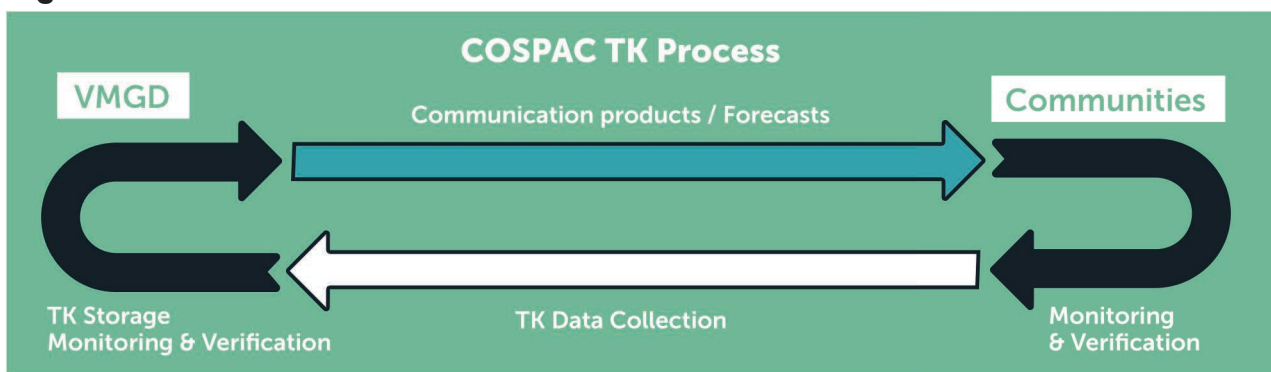 COSPAC TK Process
VMGD
Communities
Communication products / Forecasts
TK Storage
Monitoring & Verification
TK Data Collection
Monitoring
& Verification